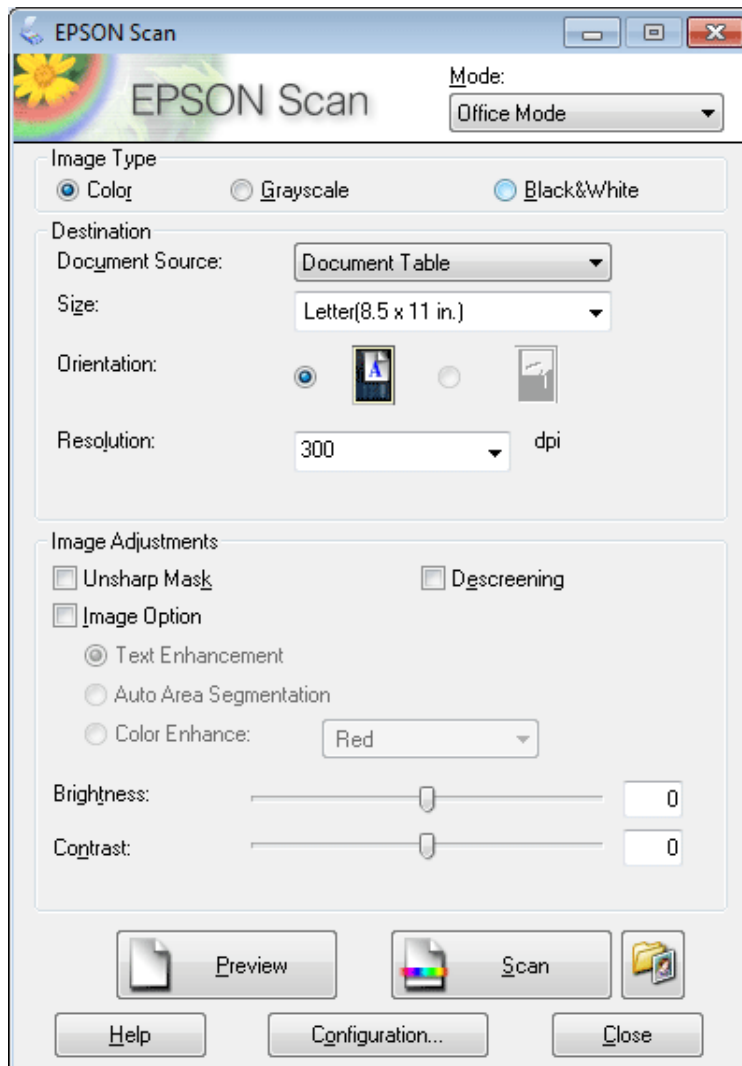 EPSON Scan
EPSON Scan
Mode:
Office Mode
Image Type
Color Grayscale Black&White
Destination
Document Source: Document Table
Size: Letter(8.5 x 11 in.)
Orientation: A
Resolution: 300 dpi
Image Adjustments
Unsharp Mask Descreening
Image Option
Text Enhancement
Auto Area Segmentation
Color Enhance: Red
Brightness: 0
Contrast: 0
Preview Scan
Help Configuration... Close